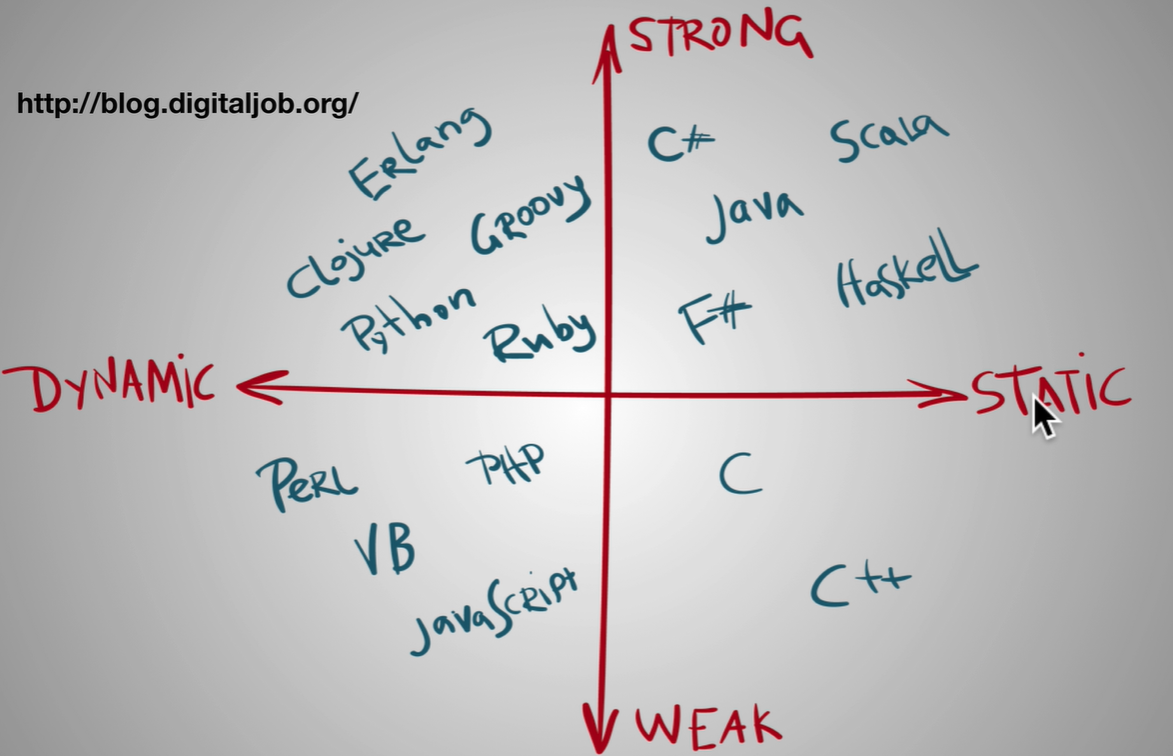 STRONG
http://blog.digitaljob.org/
Erlang
C#
Scala
Groovy
Java
Clojure
Haskell
Python
Ruby
F#
DYNAMIC
STATIC
Perl
PHP
C
VB
C++
JavaScript
WEAK